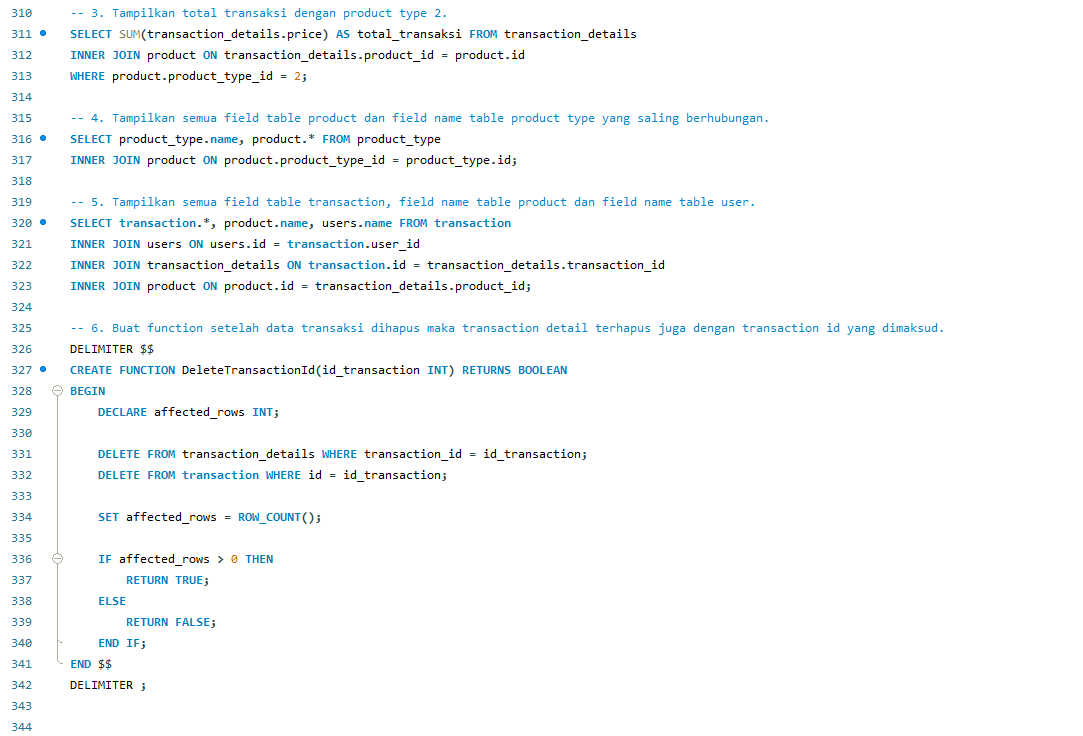 310 -- 3. Tampilkan total transaksi dengan product type 2.
311 SELECT SUM(transaction_details.price) AS total_transaksi FROM transaction_details
312 INNER JOIN product ON transaction_details.product_id = product.id
313 WHERE product.product_type_id = 2;
314
315 -- 4. Tampilkan semua field table product dan field name table product type yang saling berhubungan.
316 SELECT product_type.name, product.* FROM product_type
317 INNER JOIN product ON product.product_type_id = product_type.id;
318
319 -- 5. Tampilkan semua field table transaction, field name table product dan field name table user.
320 SELECT transaction.*, product.name, users.name FROM transaction
321 INNER JOIN users ON users.id = transaction.user_id
322 INNER JOIN transaction_details ON transaction.id = transaction_details.transaction_id
323 INNER JOIN product ON product.id = transaction_details.product_id;
324
325 -- 6. Buat function setelah data transaksi dihapus maka transaction detail terhapus juga dengan transaction id yang dimaksud.
326 DELIMITER $$
327 CREATE FUNCTION DeleteTransactionId(id_transaction INT) RETURNS BOOLEAN
328 BEGIN
329 DECLARE affected_rows INT;
330
331 DELETE FROM transaction_details WHERE transaction_id = id_transaction;
332 DELETE FROM transaction WHERE id = id_transaction;
333
334 SET affected_rows = ROW_COUNT();
335
336 IF affected_rows > 0 THEN
337 RETURN TRUE;
338 ELSE
339 RETURN FALSE;
340 END IF;
341 END $$
342 DELIMITER ;
343
344